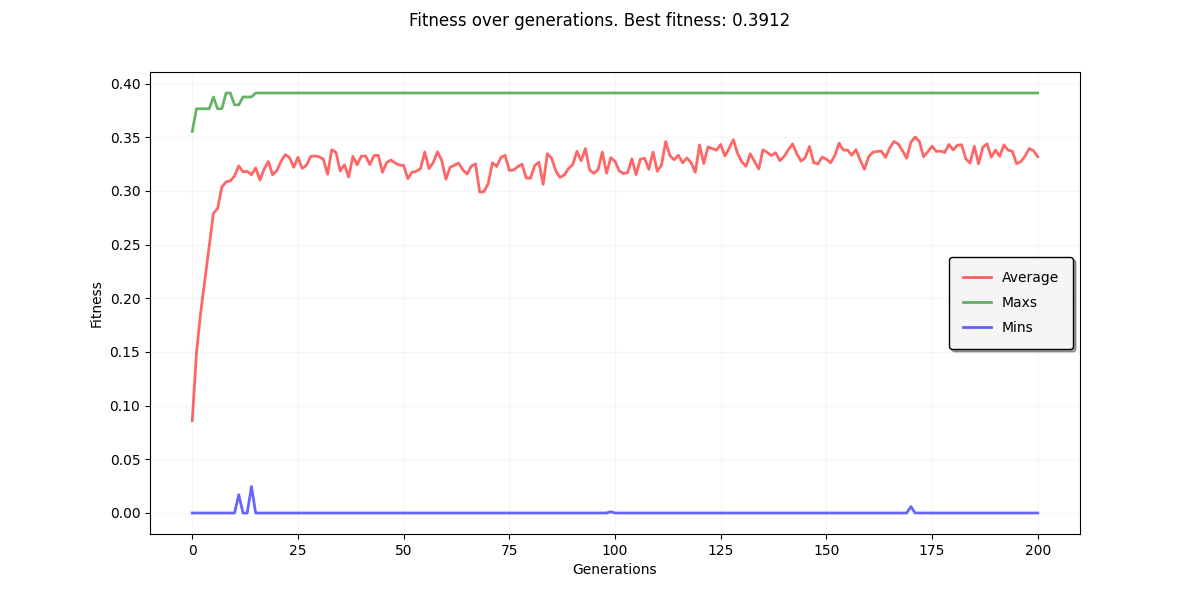 Fitness over generations. Best fitness: 0.3912
0.40
0.35
0.30
0.25
0.20
0.15
0.10
0.05
0.00
Fitness
Average
Maxs
Mins
0 25 50 75 100 125 150 175 200
Generations